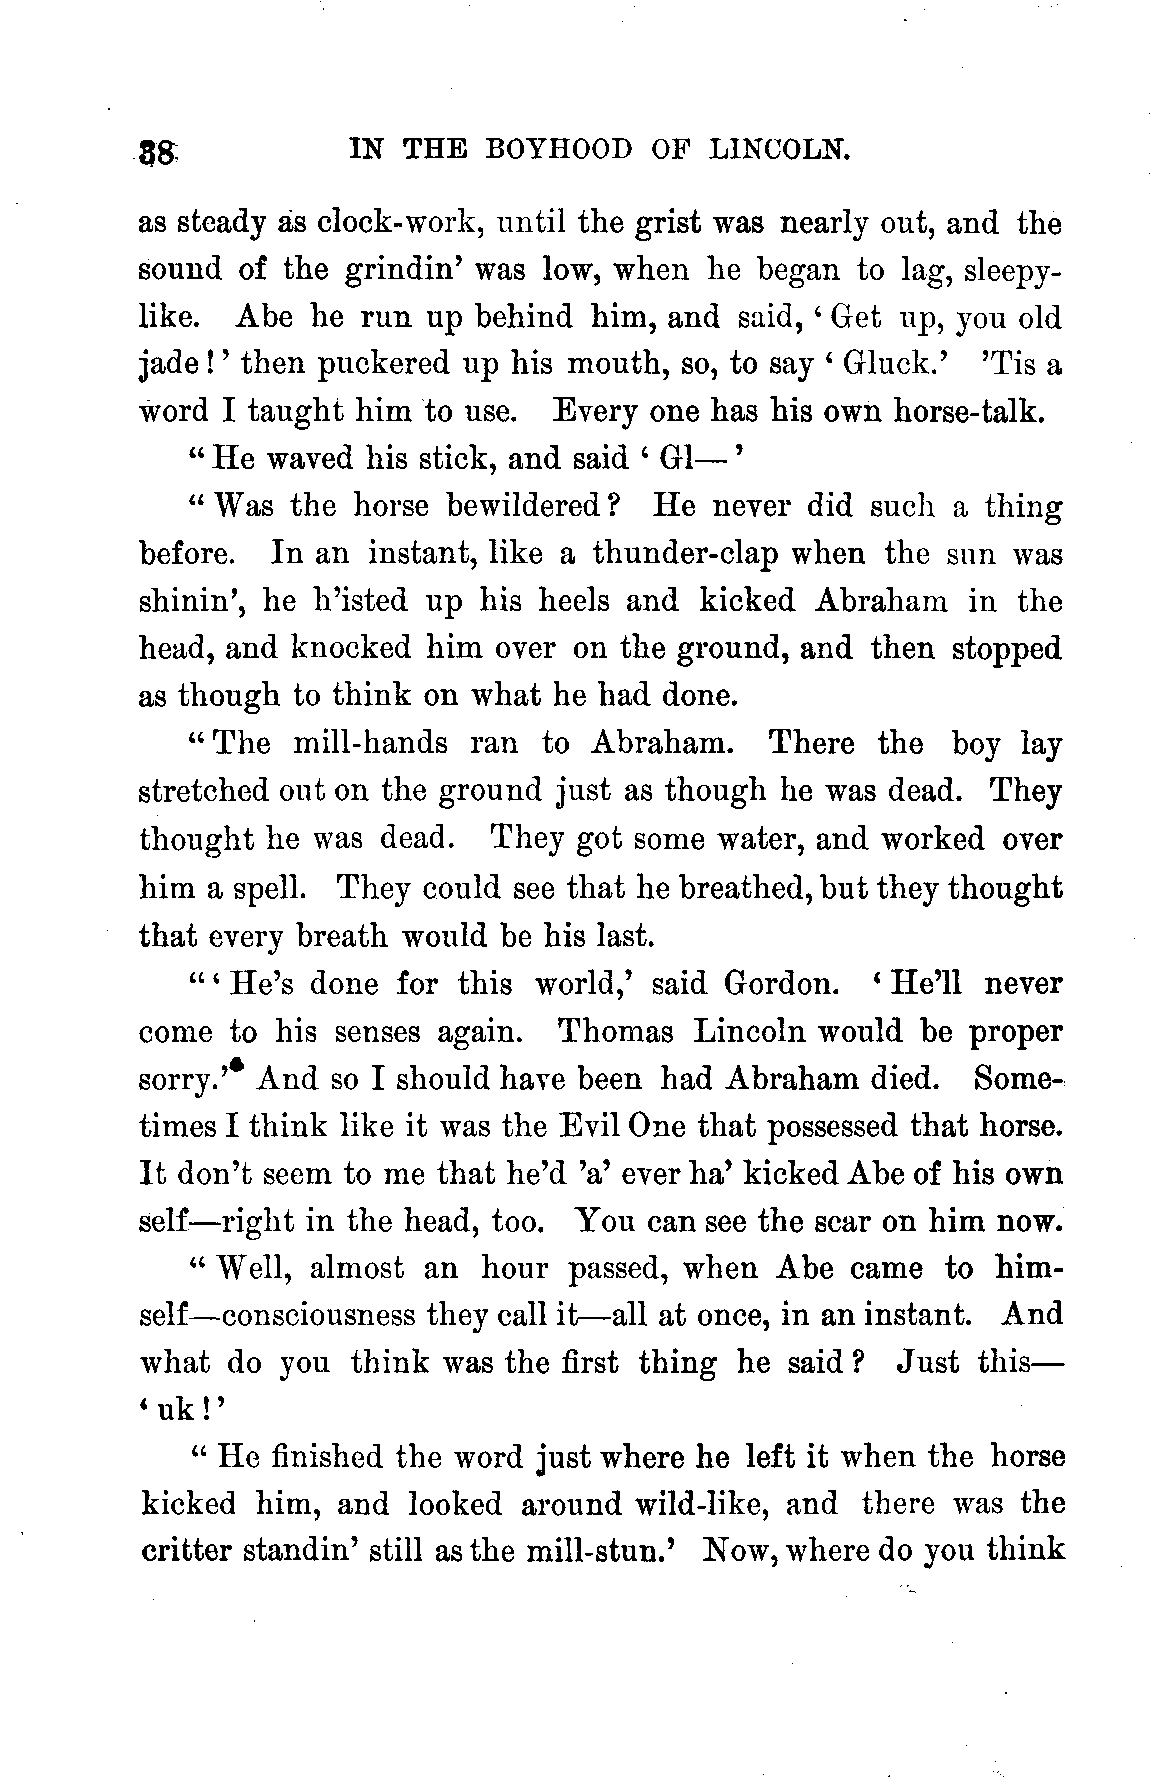 38 IN THE BOYHOOD OF LINCOLN.
as steady as clock-work, until the grist was nearly out, and the
sound of the grindin' was low, when he began to lag, sleepy-
like. Abe he run up behind him, and said, ‘Get up, you old
jade!’ then puckered up his mouth, so, to say ‘Gluck.’ ’Tis a
word I taught him to use. Every one has his own horse-talk.
“He waved his stick, and said ‘Gl—’
“Was the horse bewildered? He never did such a thing
before. In an instant, like a thunder-clap when the sun was
shinin’, he h’isted up his heels and kicked Abraham in the
head, and knocked him over on the ground, and then stopped
as though to think on what he had done.
“The mill-hands ran to Abraham. There the boy lay
stretched out on the ground just as though he was dead. They
thought he was dead. They got some water, and worked over
him a spell. They could see that he breathed, but they thought
that every breath would be his last.
“‘He’s done for this world,’ said Gordon. ‘He’ll never
come to his senses again. Thomas Lincoln would be proper
sorry.’ And so I should have been had Abraham died. Some-
times I think like it was the Evil One that possessed that horse.
It don’t seem to me that he’d ’a’ ever ha’ kicked Abe of his own
self—right in the head, too. You can see the scar on him now.
“Well, almost an hour passed, when Abe came to him-
self—consciousness they call it—all at once, in an instant. And
what do you think was the first thing he said? Just this—
‘uk!’
“He finished the word just where he left it when the horse
kicked him, and looked around wild-like, and there was the
critter standin’ still as the mill-stun.’ Now, where do you think